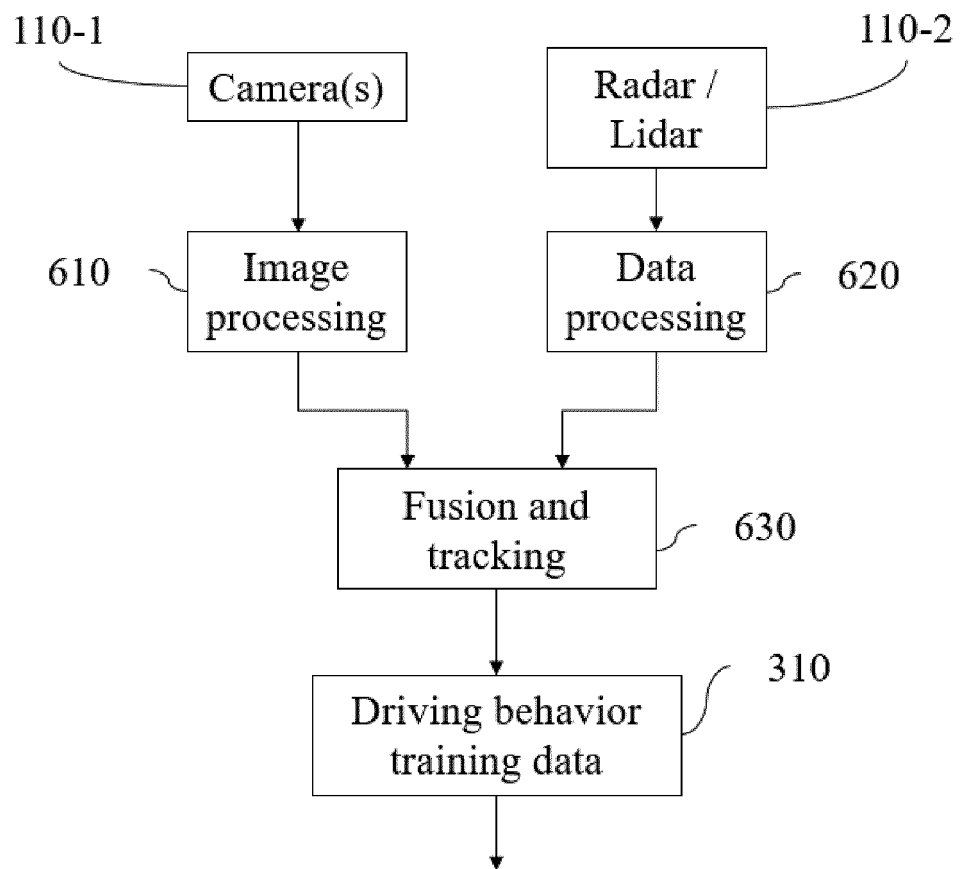 110-1
110-2
Camera(s)
Radar /
Lidar
610
Image
processing
Data
processing
620
Fusion and
tracking
630
310
Driving behavior
training data